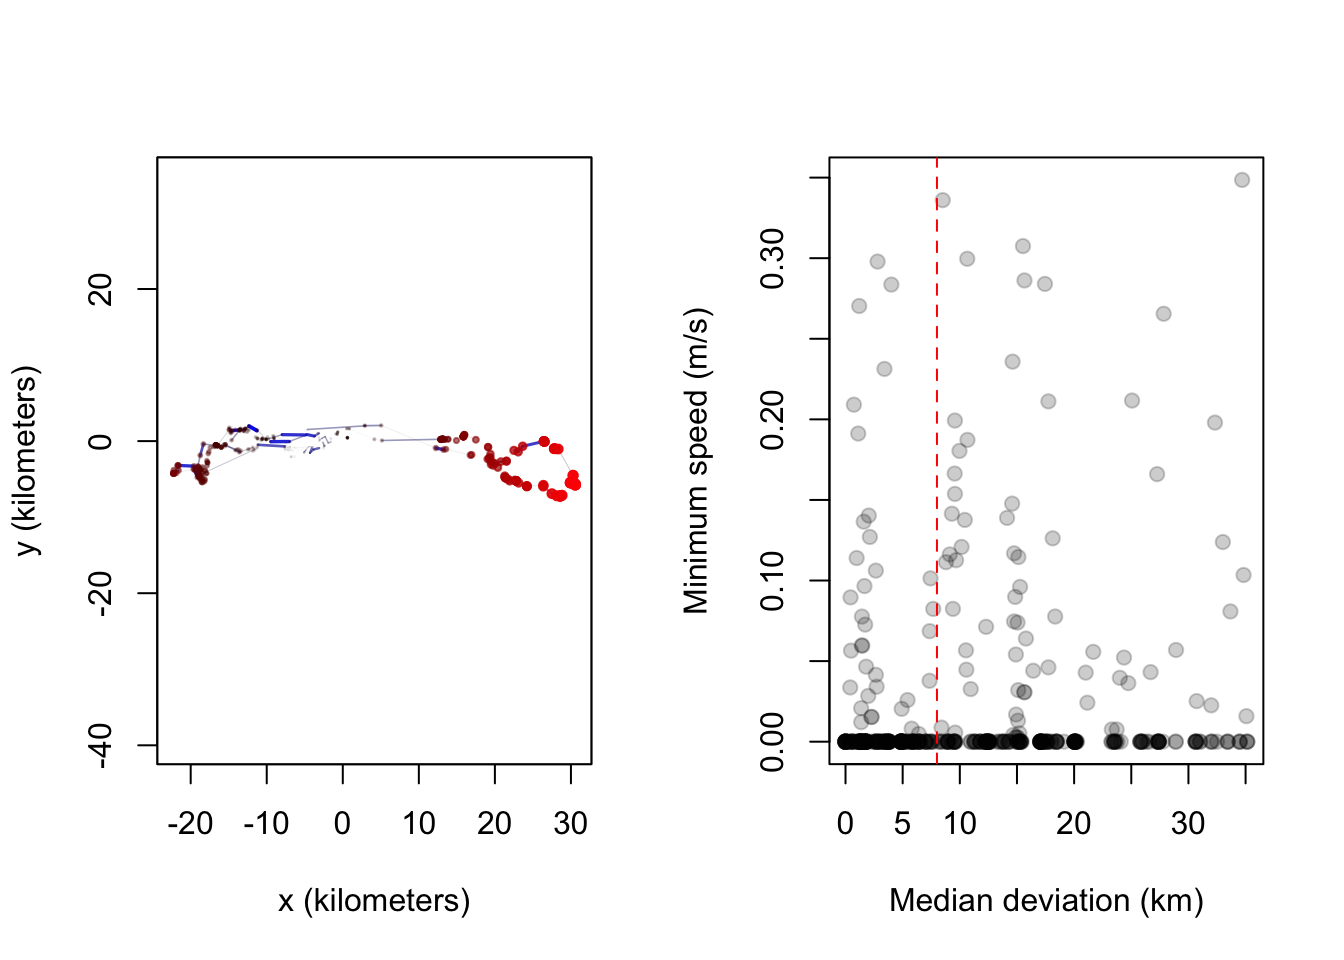 y (kilometers)
20
0
-20
-40
-20 -10 0 10 20 30
x (kilometers)
Minimum speed (m/s)
0.30
0.20
0.10
0.00
0 5 10 20 30
Median deviation (km)